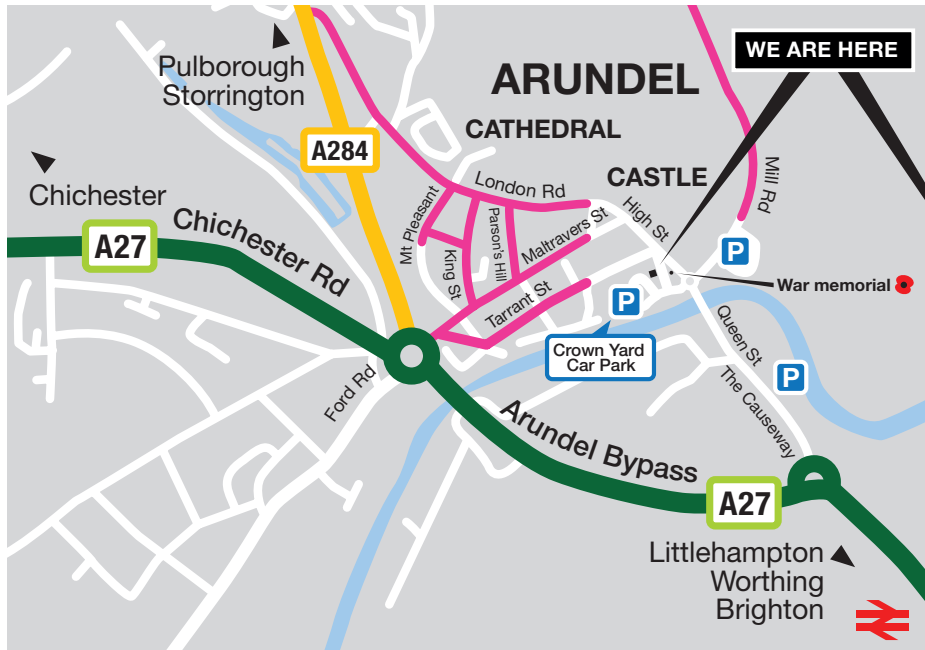 WE ARE HERE
Pulborough
Storrington
ARUNDEL
CATHEDRAL
A284
CASTLE
London Rd
Mill Rd
Chichester
Mt Pleasant
Parson's Hill
High St
Maltravers St
Chichester Rd
A27
King St
P
War memorial
Tarrant St
P
Queen St
Crown Yard
Car Park
P
Ford Rd
The Causeway
Arundel Bypass
A27
Littlehampton
Worthing
Brighton